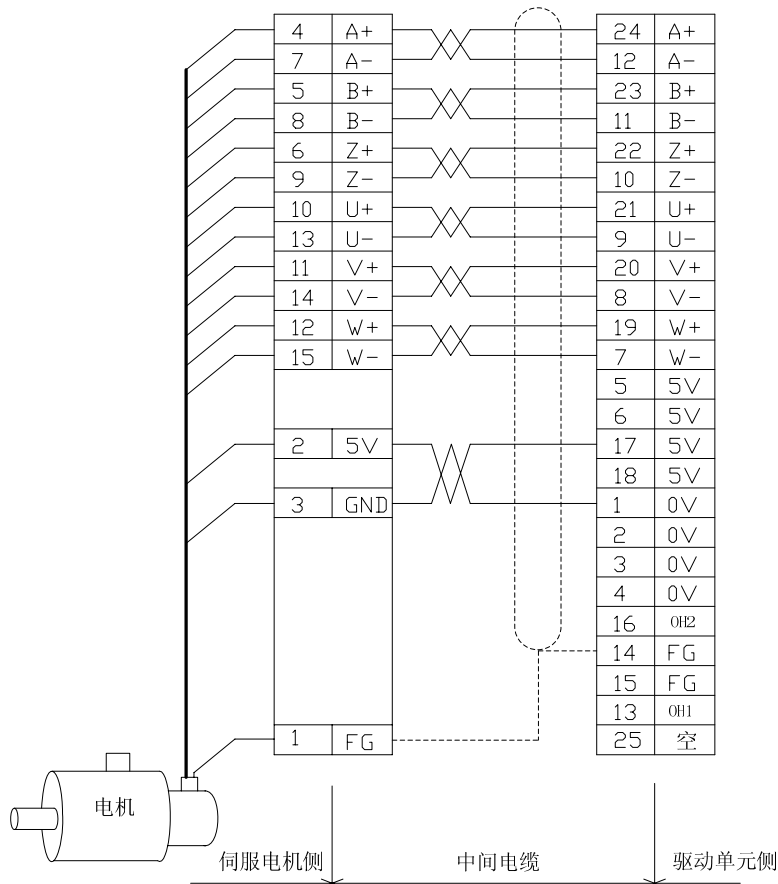 4 A+ 24 A+
7 A- 12 A-
5 B+ 23 B+
8 B- 11 B-
6 Z+ 22 Z+
9 Z- 10 Z-
10 U+ 21 U+
13 U- 9 U-
11 V+ 20 V+
14 V- 8 V-
12 W+ 19 W+
15 W- 7 W-
5 5V
6 5V
2 5V 17 5V
18 5V
3 GND 1 0V
2 0V
3 0V
4 0V
16 OH2
14 FG
15 FG
13 OH1
1 FG 25 空
电机
伺服电机侧 中间电缆 驱动单元侧